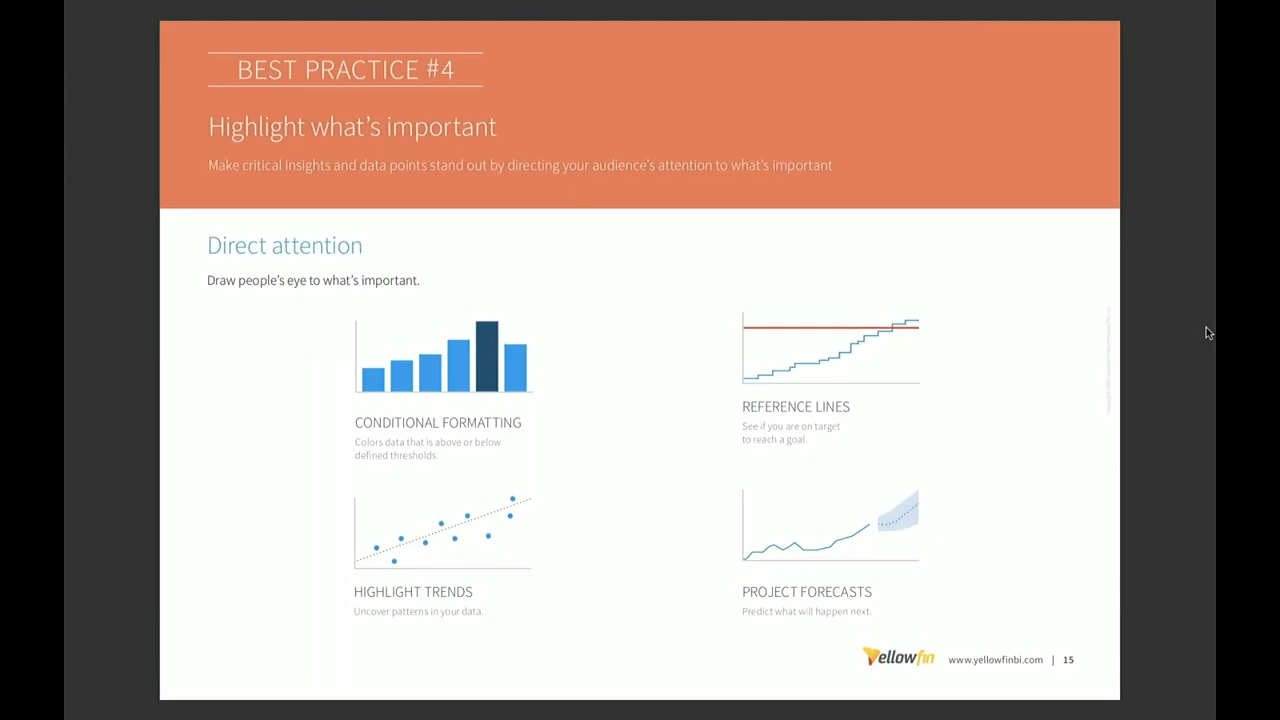 BEST PRACTICE #4
Highlight what's important
Make critical insights and data points stand out by directing your audience's attention to what's important
Direct attention
Draw people's eye to what's important.
CONDITIONAL FORMATTING
Colors data that is above or below
defined thresholds.
REFERENCE LINES
See if you are on target
to reach a goal.
HIGHLIGHT TRENDS
Uncover patterns in your data.
PROJECT FORECASTS
Predict what will happen next.
Yellowfin www.yellowfinbi.com | 15